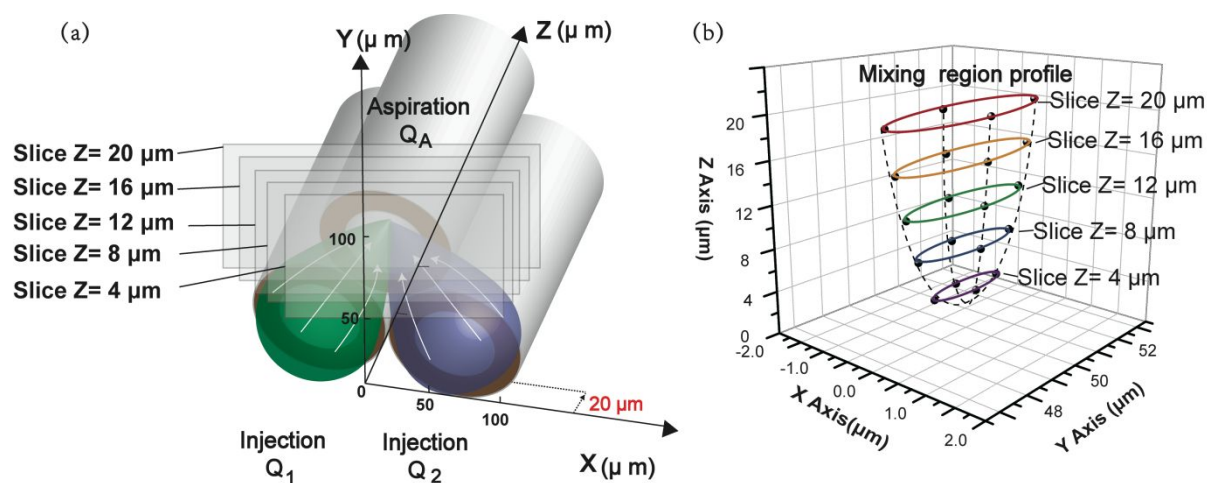 (a)
Y (μ m)
Z (μ m)
Aspiration
Q_A
Slice Z= 20 μm
Slice Z= 16 μm
Slice Z= 12 μm
Slice Z= 8 μm
Slice Z= 4 μm
100
50
0
50
100
20 μm
X (μ m)
Injection
Q_1
Injection
Q_2
(b)
Mixing region profile
Slice Z= 20 μm
Slice Z= 16 μm
Slice Z= 12 μm
Slice Z= 8 μm
Slice Z= 4 μm
Z Axis (μm)
20
16
12
8
4
0
-2.0
-1.0
0.0
1.0
2.0
X Axis(μm)
48
50
52
Y Axis (μm)